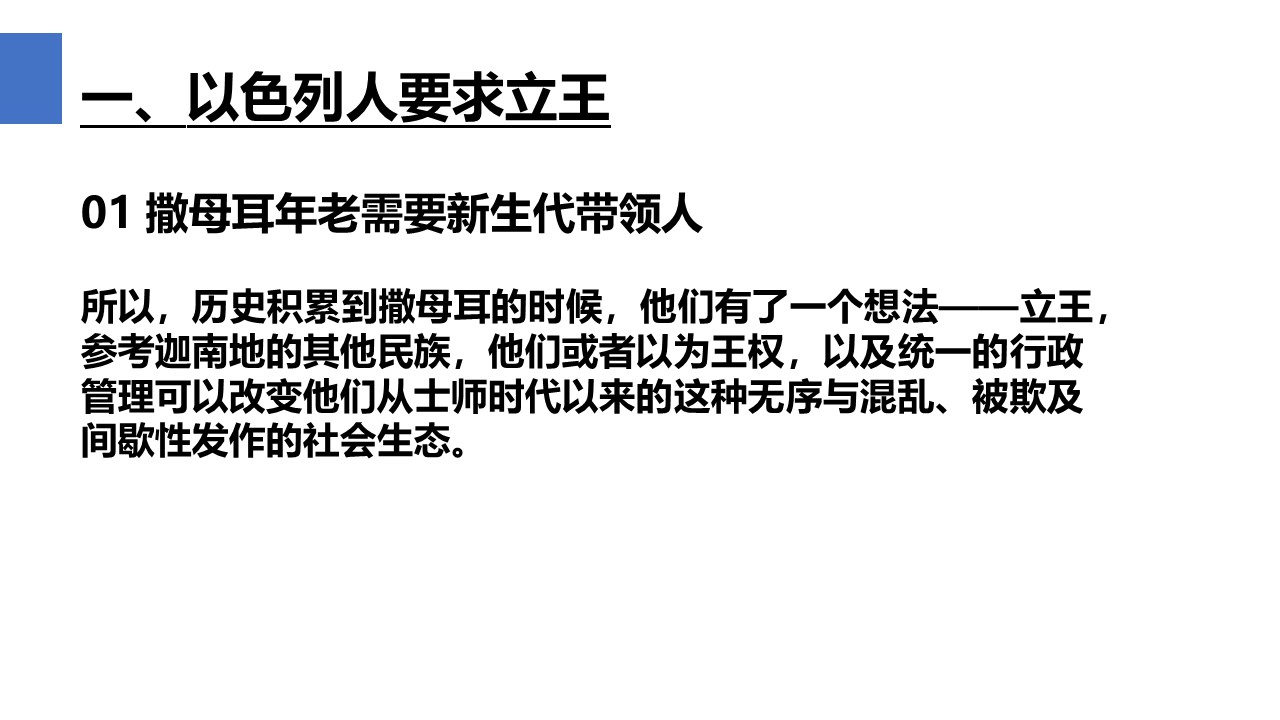 一、以色列人要求立王
01 撒母耳年老需要新生代带领人
所以，历史积累到撒母耳的时候，他们有了一个想法——立王，
参考迦南地的其他民族，他们或者以为王权，以及统一的行政
管理可以改变他们从士师时代以来的这种无序与混乱、被欺及
间歇性发作的社会生态。